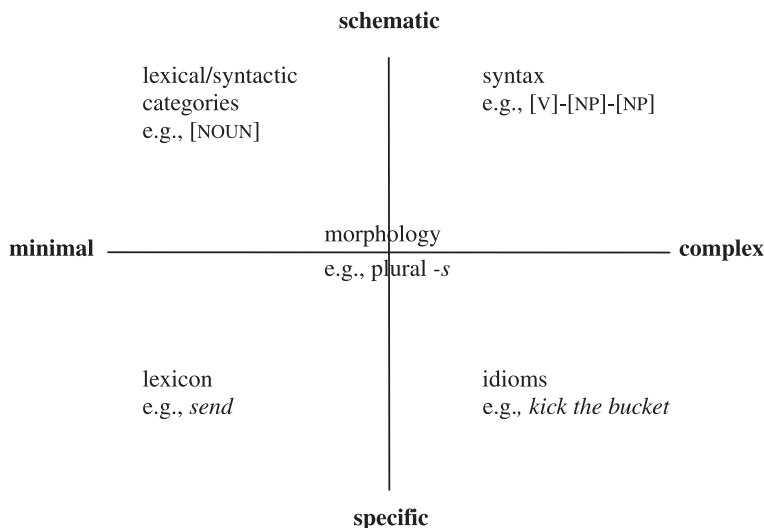 schematic
lexical/syntactic
categories
e.g., [NOUN]
syntax
e.g., [V]-[NP]-[NP]
minimal
morphology
e.g., plural -s
complex
lexicon
e.g., send
idioms
e.g., kick the bucket
specific